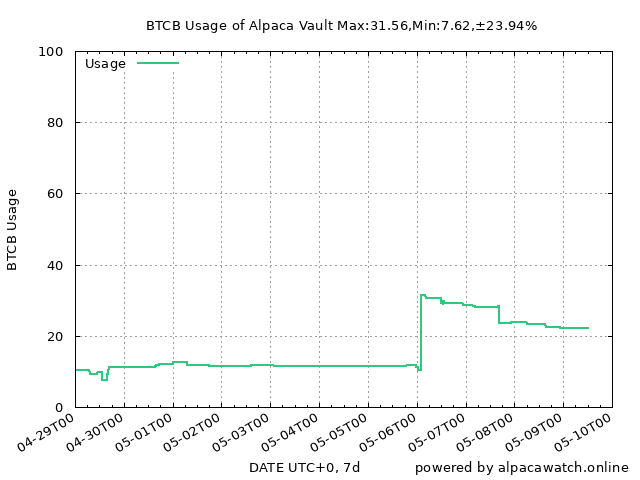 BTCB Usage of Alpaca Vault Max:31.56,Min:7.62,±23.94%
Usage
100
80
60
40
20
0
BTCB Usage
04-29T00
04-30T00
05-01T00
05-02T00
05-03T00
05-04T00
05-05T00
05-06T00
05-07T00
05-08T00
05-09T00
05-10T00
DATE UTC+0, 7d
powered by alpacawatch.online